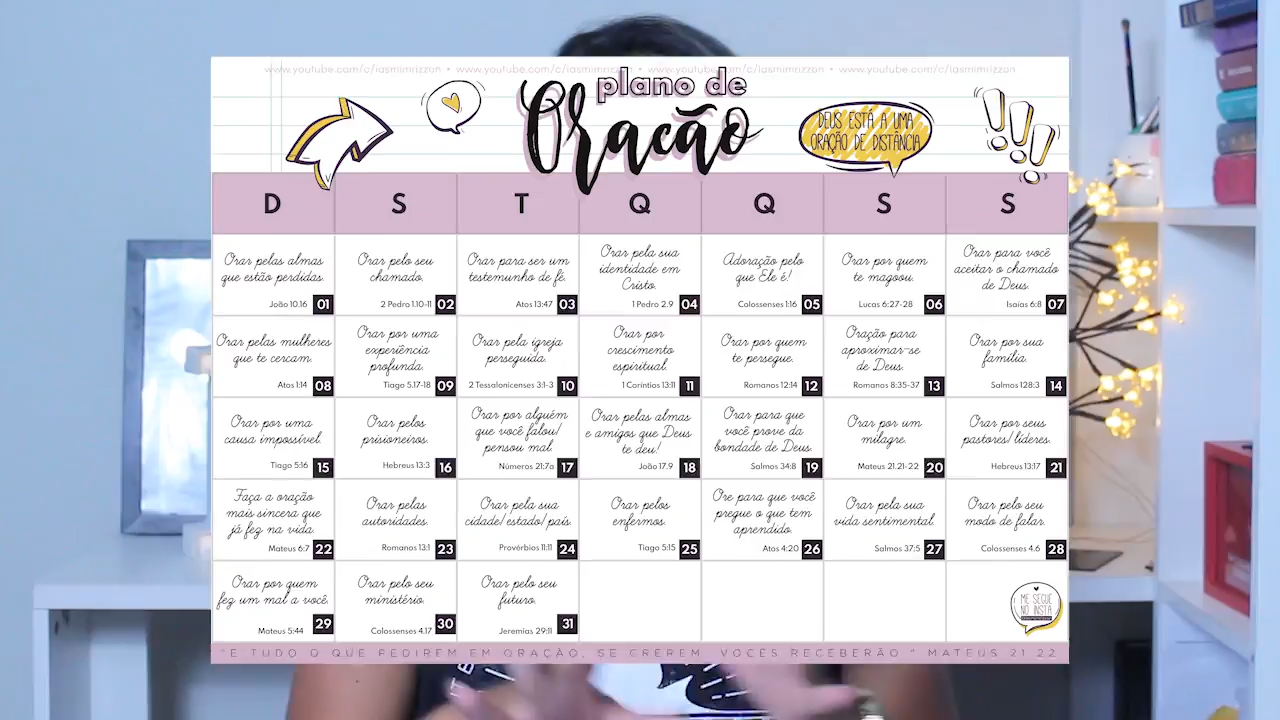 www.youtube.com/c/iasmimrizzon • www.youtube.com/c/iasmimrizzon • www.youtube.com/c/iasmimrizzon • www.youtube.com/c/iasmimrizzon
plano de
Oração
DEUS ESTÁ A UMA
ORAÇÃO DE DISTÂNCIA
D S T Q Q S S
Orar pelas almas
que estão perdidas.
João 10.16 01
Orar pelo seu
chamado.
2 Pedro 1.10-11 02
Orar para ser um
testemunho de fé.
Atos 13:47 03
Orar pela sua
identidade em
Cristo.
1 Pedro 2.9 04
Adoração pelo
que Ele é!
Colossenses 1:16 05
Orar por quem
te magoou.
Lucas 6:27-28 06
Orar para você
aceitar o chamado
de Deus.
Isaías 6:8 07
Orar pelas mulheres
que te cercam.
Atos 1:14 08
Orar por uma
experiência
profunda.
Tiago 5.17-18 09
Orar pela igreja
perseguida.
2 Tessalonicenses 3:1-3 10
Orar por
crescimento
espiritual.
1 Coríntios 13:11 11
Orar por quem
te persegue.
Romanos 12:14 12
Oração para
aproximar-se
de Deus.
Romanos 8:35-37 13
Orar por sua
família.
Salmos 128:3 14
Orar por uma
causa impossível.
Tiago 5:16 15
Orar pelos
prisioneiros.
Hebreus 13:3 16
Orar por alguém
que você falou/
pensou mal.
Números 21:7a 17
Orar pelas almas
e amigos que Deus
te deu!
João 17.9 18
Orar para que
você prove da
bondade de Deus.
Salmos 34:8 19
Orar por um
milagre.
Mateus 21.21-22 20
Orar por seus
pastores/ líderes.
Hebreus 13:17 21
Faça a oração
mais sincera que
já fez na vida.
Mateus 6:7 22
Orar pelas
autoridades.
Romanos 13:1 23
Orar pela sua
cidade/ estado/ país.
Provérbios 11:11 24
Orar pelos
enfermos.
Tiago 5:15 25
Ore para que você
pregue o que tem
aprendido.
Atos 4:20 26
Orar pela sua
vida sentimental.
Salmos 37:5 27
Orar pelo seu
modo de falar.
Colossenses 4.6 28
Orar por quem
fez um mal a você.
Mateus 5:44 29
Orar pelo seu
ministério.
Colossenses 4.17 30
Orar pelo seu
futuro.
Jeremias 29:11 31
ME SEGUE
NO INSTA
"E TUDO O QUE PEDIREM EM ORAÇÃO, SE CREREM, VOCÊS RECEBERÃO." MATEUS 21 22